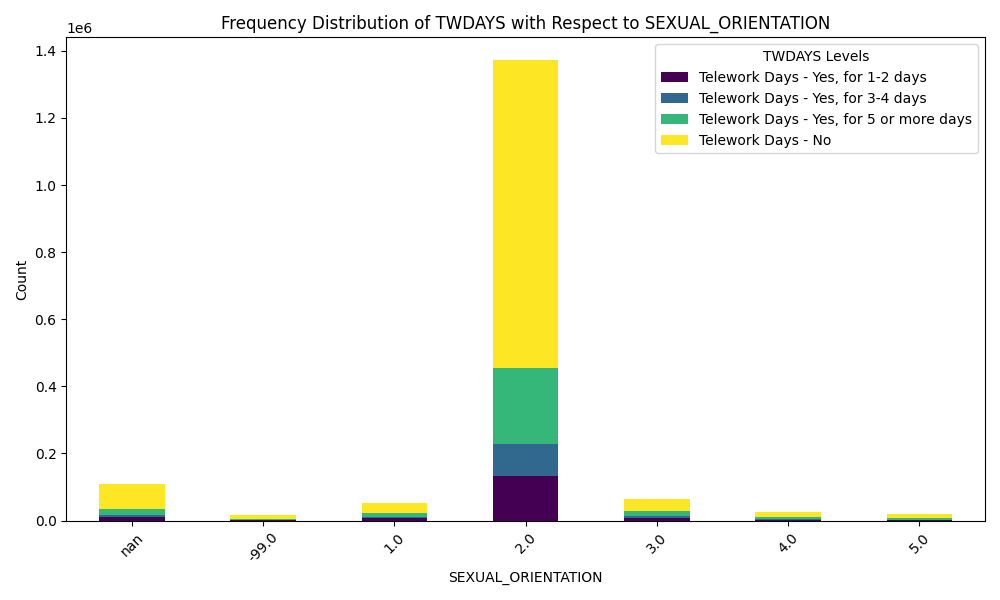 Frequency Distribution of TWDAYS with Respect to SEXUAL_ORIENTATION
1e6
TWDAYS Levels
Telework Days - Yes, for 1-2 days
Telework Days - Yes, for 3-4 days
Telework Days - Yes, for 5 or more days
Telework Days - No
1.4
1.2
1.0
0.8
0.6
0.4
0.2
0.0
Count
nan
-99.0
1.0
2.0
3.0
4.0
5.0
SEXUAL_ORIENTATION